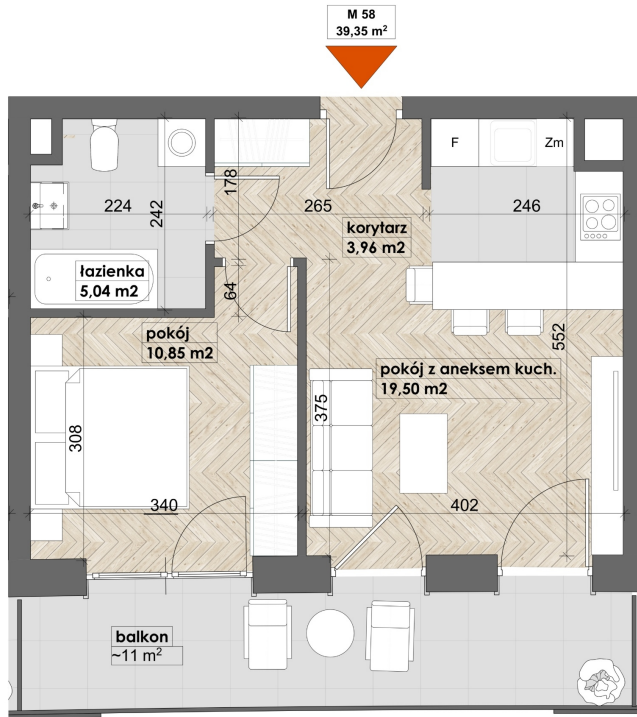 M 58
39,35 m²
F
Zm
178
224
242
265
246
korytarz
3,96 m2
łazienka
5,04 m2
64
pokój
10,85 m2
552
pokój z aneksem kuch.
19,50 m2
375
308
340
402
balkon
~11 m²